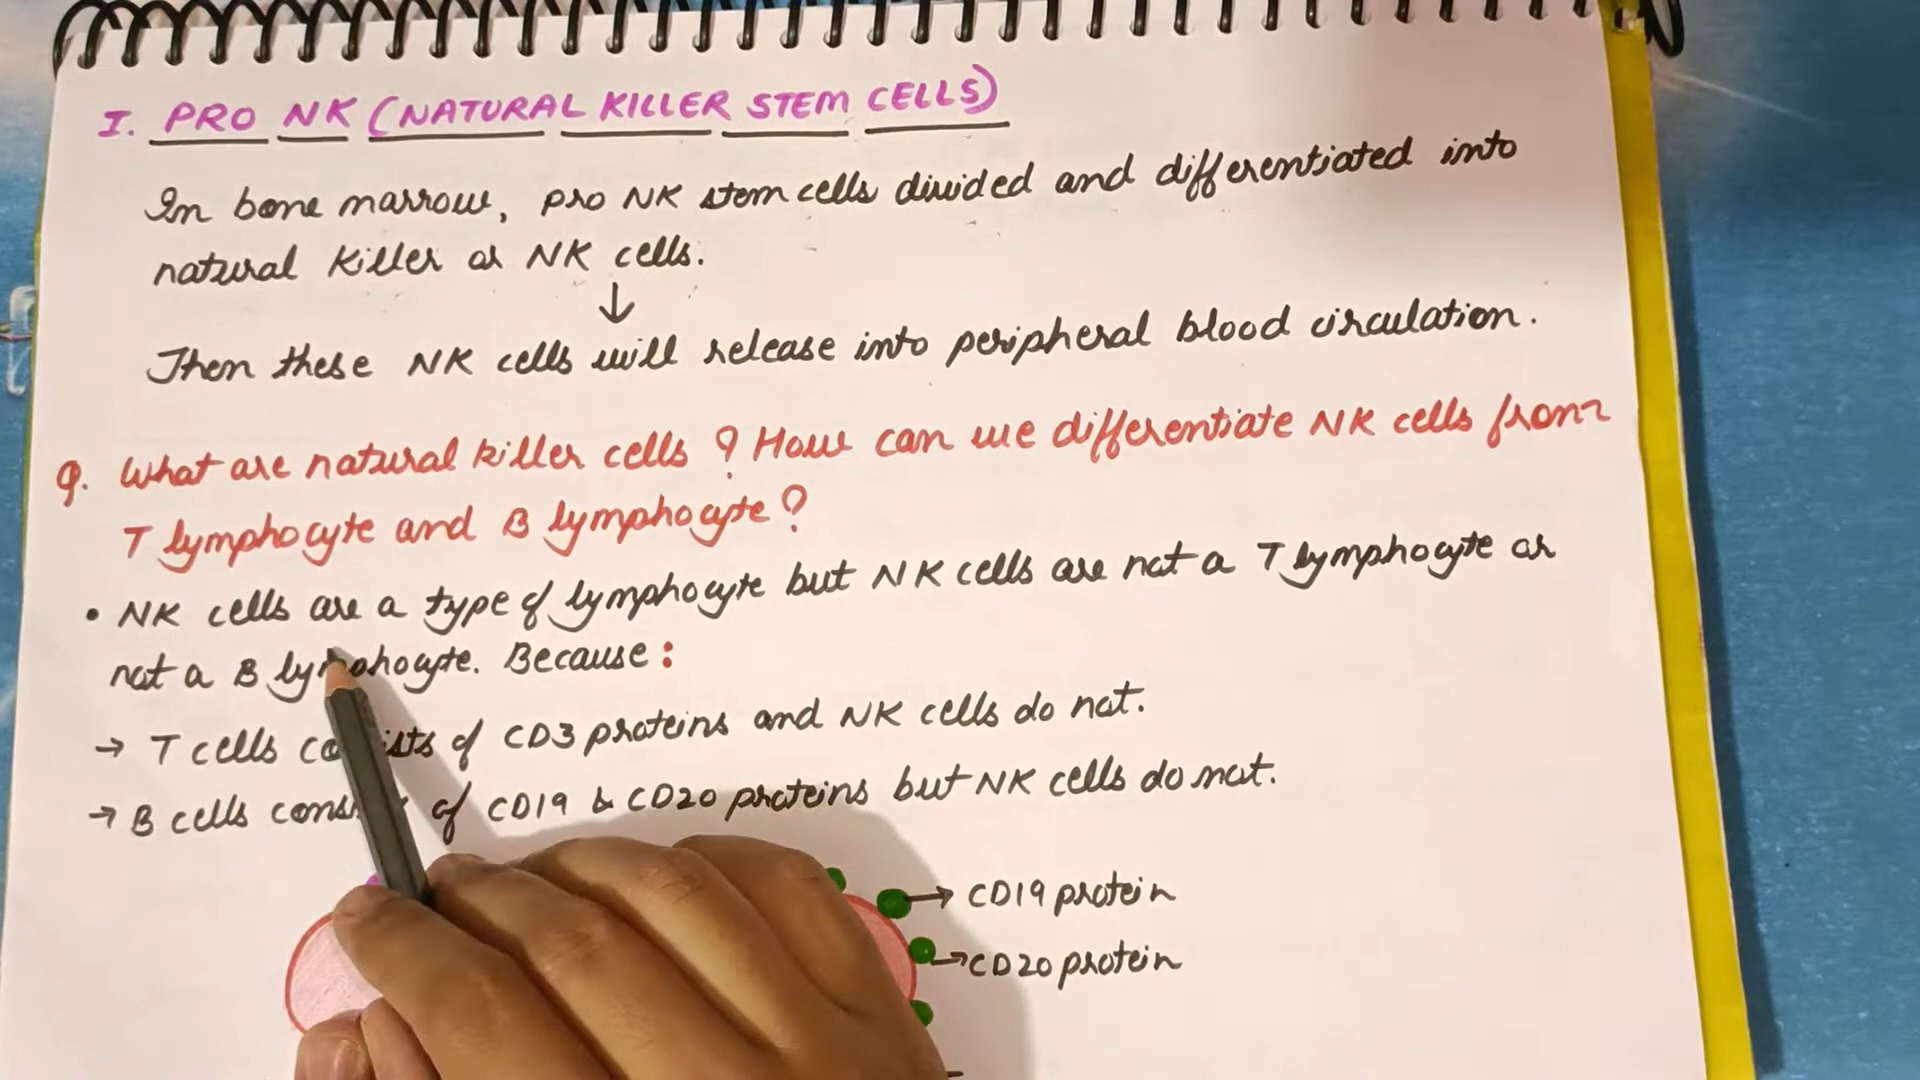 I. PRO NK (NATURAL KILLER STEM CELLS)
In bone marrow, pro NK stem cells divided and differentiated into
natural killer or NK cells.
↓
Then these NK cells will release into peripheral blood circulation.
Q. What are natural killer cells? How can we differentiate NK cells from
T lymphocyte and B lymphocyte?
• NK cells are a type of lymphocyte but NK cells are not a T lymphocyte or
not a B lymphocyte. Because:
→ T cells consists of CD3 proteins and NK cells do not.
→ B cells of CD19 & CD20 proteins but NK cells do not.
→ CD19 protein
→ CD20 protein